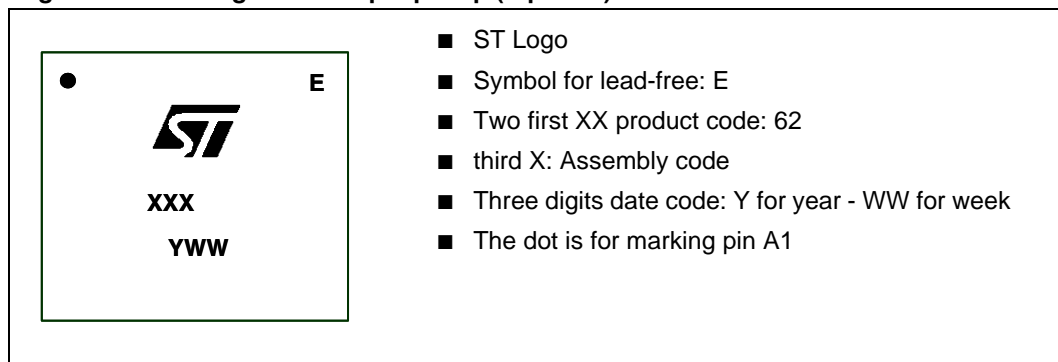 ST Logo
E
Symbol for lead-free: E
ST
Two first XX product code: 62
third X: Assembly code
XXX
Three digits date code: Y for year - WW for week
YWW
The dot is for marking pin A1